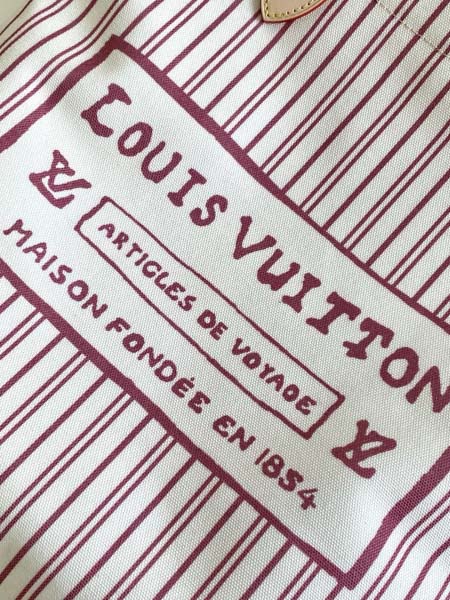 LOUIS VUITTON
LV ARTICLES DE VOYAGE LV
MAISON FONDÉE EN 1854